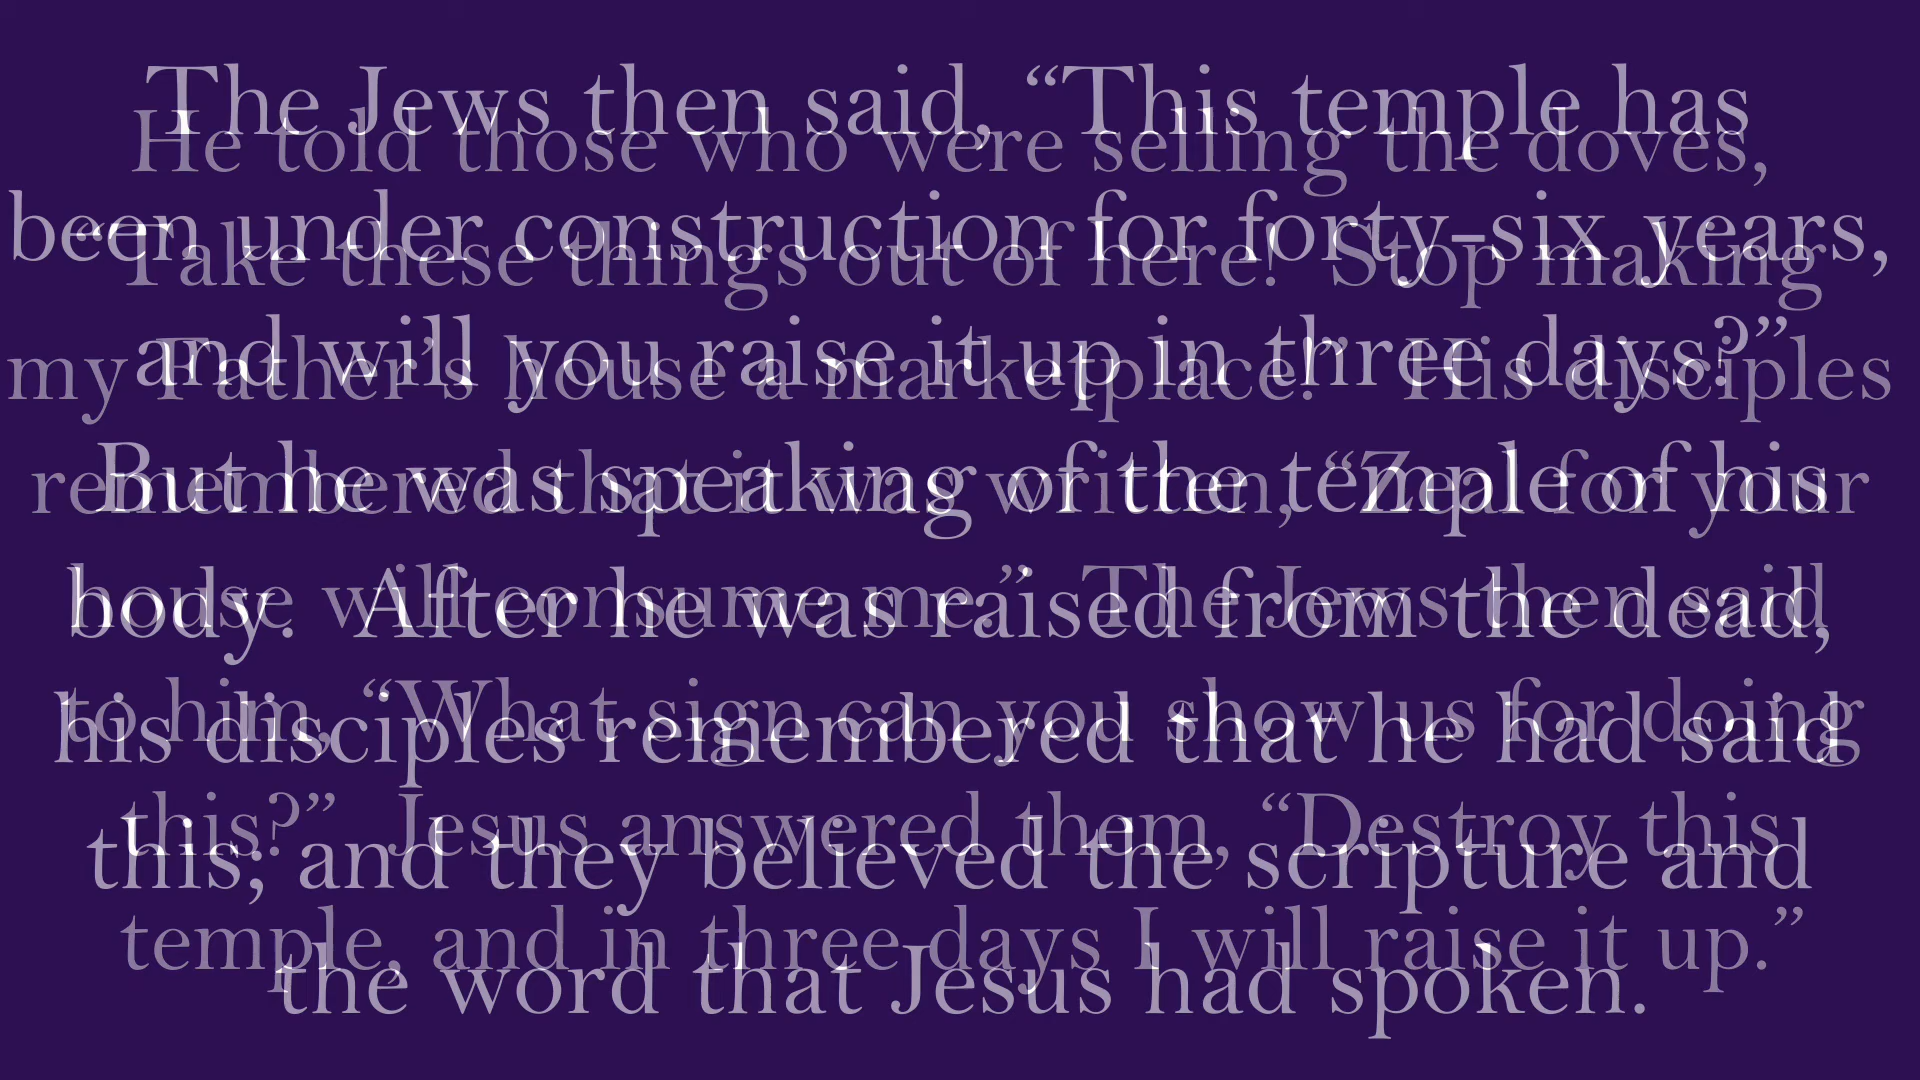 The Jews then said, “This temple has
He told those who were selling the doves,
been under construction for forty-six years,
“Take these things out of here! Stop making
and will you raise it up in three days?”
my Father’s house a marketplace!” His disciples
But he was speaking of the temple of his
remembered that it was written, “Zeal for your
body. After he was raised from the dead,
house will consume me.” The Jews then said
to him, “What sign can you show us for doing
his disciples remembered that he had said
this?” Jesus answered them, “Destroy this
this; and they believed the scripture and
temple, and in three days I will raise it up.”
the word that Jesus had spoken.